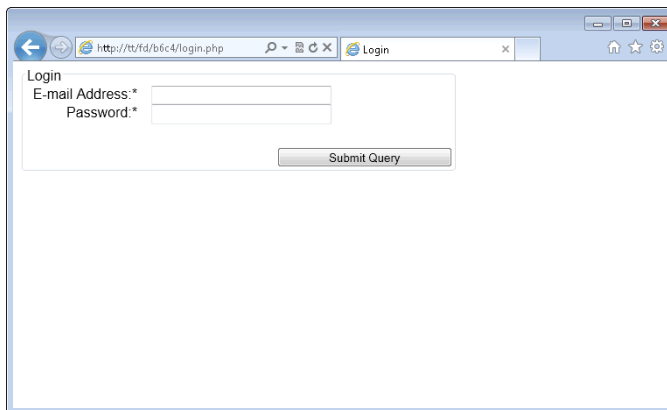 http://tt/fd/b6c4/login.php
Login
Login
E-mail Address:*
Password:*
Submit Query